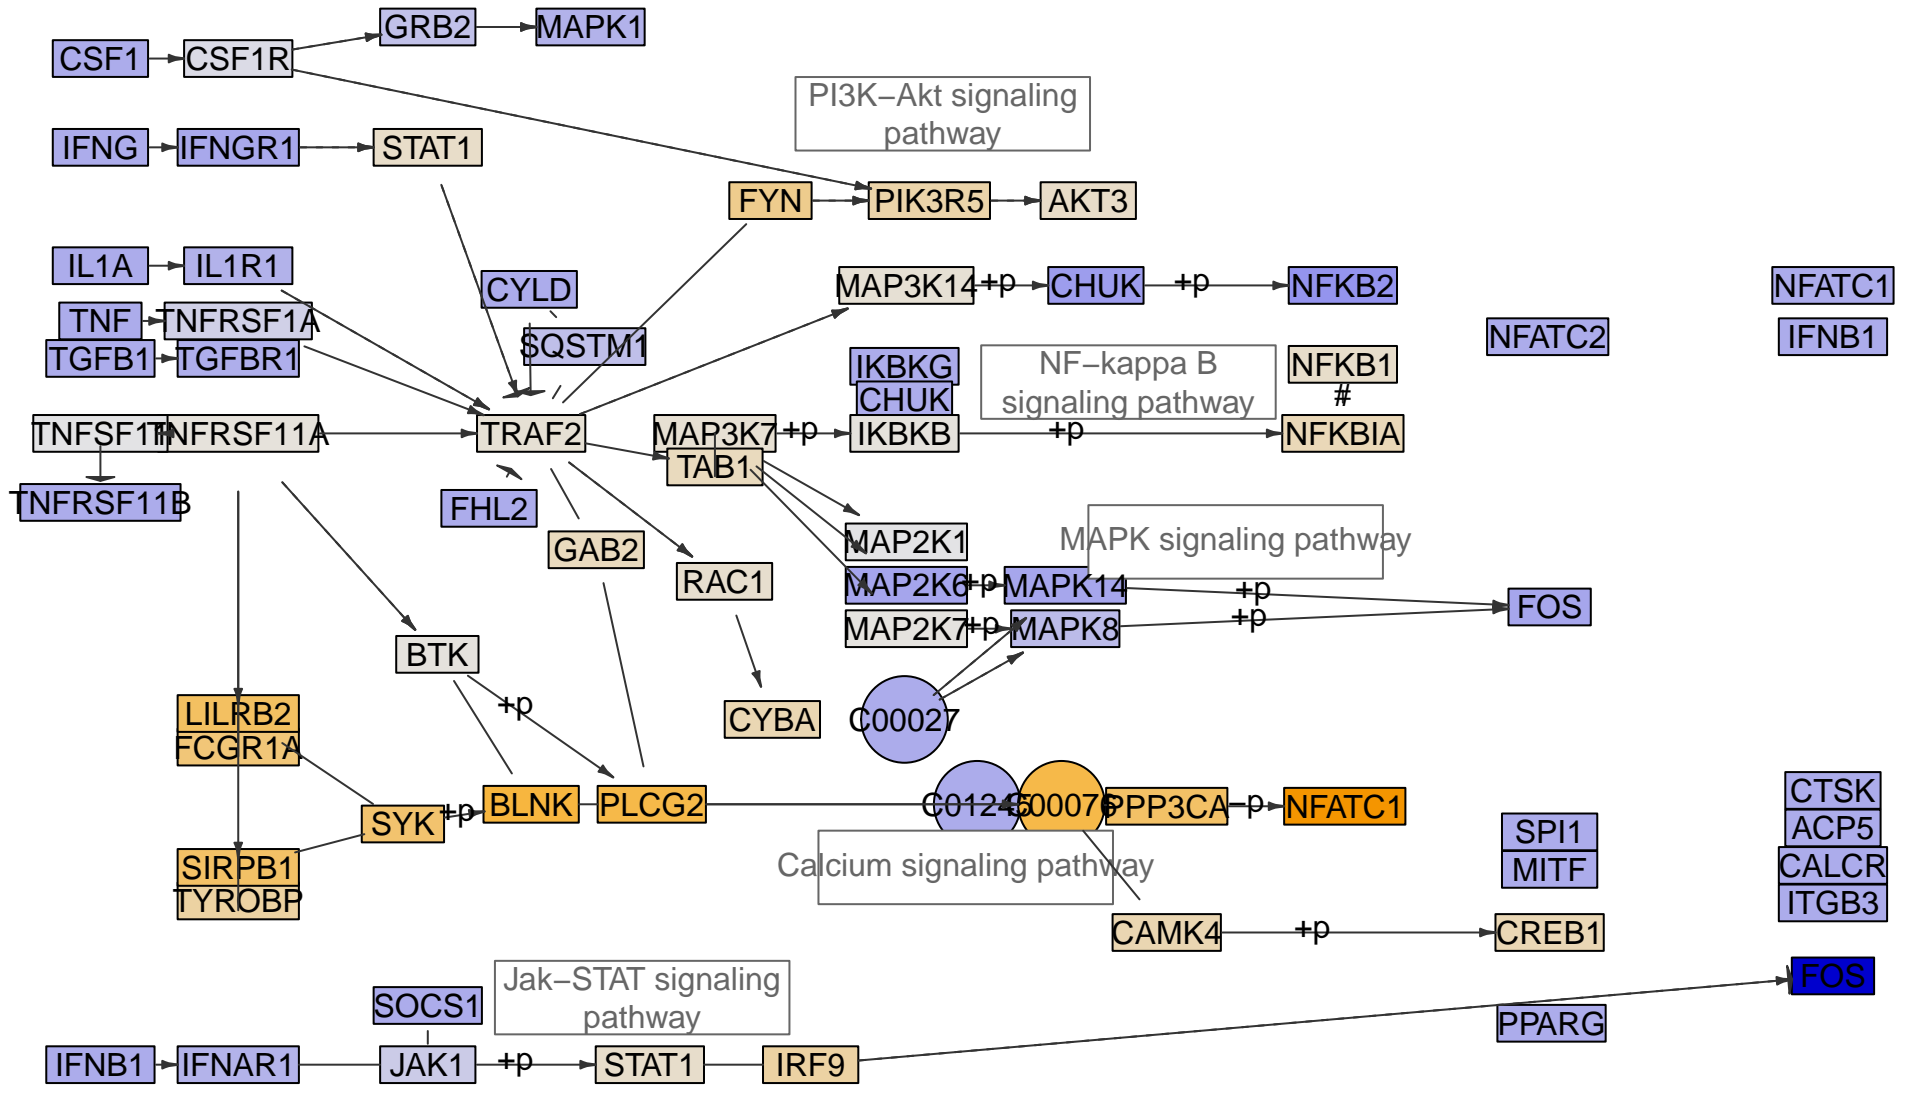 GRB2
MAPK1
CSF1
CSF1R
PI3K−Akt signaling
pathway
IFNG
IFNGR1
STAT1
FYN
PIK3R5
AKT3
IL1A
IL1R1
CYLD
MAP3K14
+p
CHUK
+p
NFKB2
NFATC1
TNF
TNFRSF1A
SQSTM1
NFATC2
IFNB1
TGFB1
TGFBR1
IKBKG
NF−kappa B
signaling pathway
NFKB1
#
CHUK
TNFRSF11A
TRAF2
MAP3K7
+p
IKBKB
+p
NFKBIA
TAB1
TNFRSF11B
FHL2
GAB2
RAC1
MAP2K1
MAPK signaling pathway
MAP2K6
+p
MAPK14
+p
FOS
MAP2K7
+p
MAPK8
+p
BTK
+p
LILRB2
FCGR1A
CYBA
C00027
SYK
+p
BLNK
PLCG2
C00076
PPP3CA
−p
NFATC1
CTSK
ACP5
CALCR
ITGB3
SPI1
MITF
SIRPB1
TYROBP
Calcium signaling pathway
CAMK4
+p
CREB1
Jak−STAT signaling
pathway
FOS
SOCS1
PPARG
IFNB1
IFNAR1
JAK1
+p
STAT1
IRF9